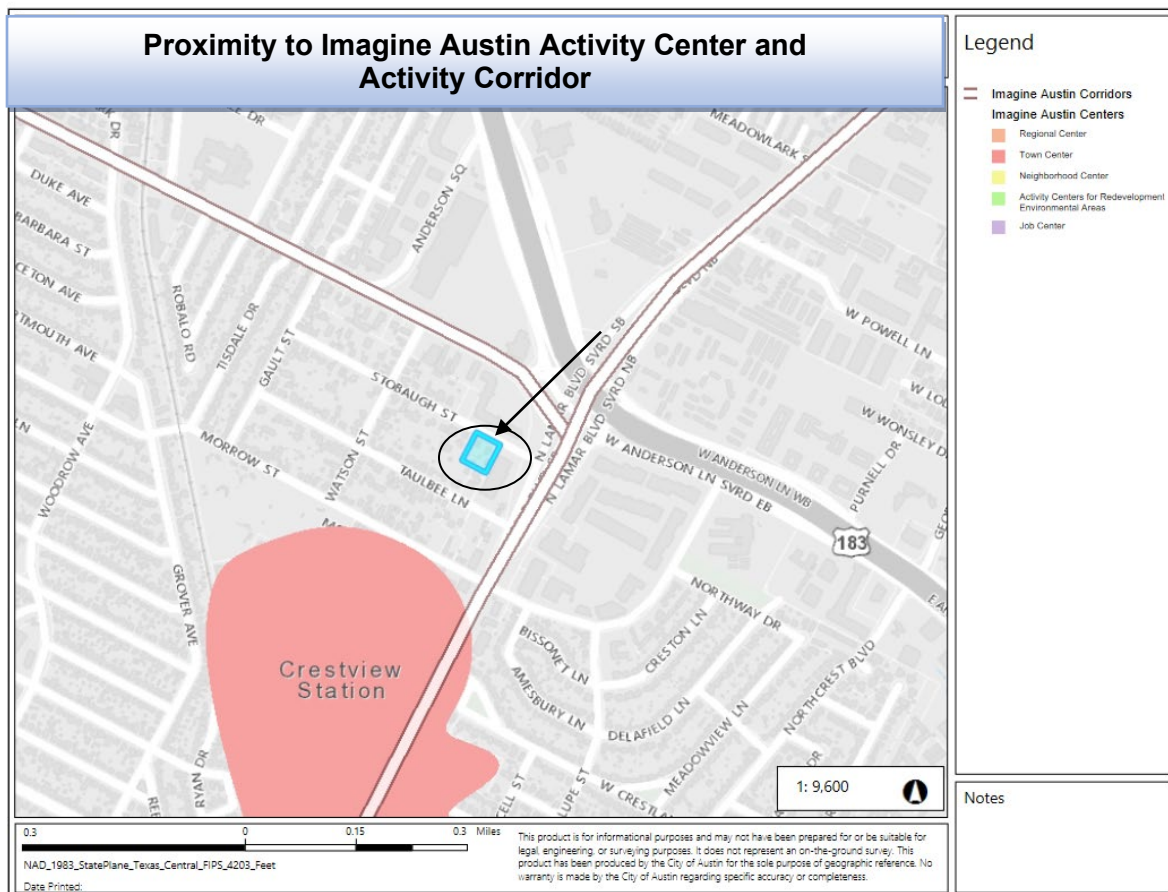 Proximity to Imagine Austin Activity Center and
Activity Corridor
Legend
Imagine Austin Corridors
Imagine Austin Centers
Regional Center
Town Center
Neighborhood Center
Activity Centers for Redevelopment
Environmental Areas
Job Center
DUKE AVE
BARBARA ST
ROBALO RD
TISDALE DR
GAULT ST
ANDERSON SQ
STOBAUGH ST
WOODROW AVE
MORROW ST
WATSON ST
TAULBEE LN
GROVER AVE
RYAN DR
N LAMAR BLVD SVRD SB
N LAMAR BLVD SVRD NB
W POWELL LN
W WONSLEY D
PURNELL DR
W ANDERSON LN WB
W ANDERSON LN SVRD EB
183
NORTHWAY DR
BISSONET LN
CRESTON LN
AMESBURY LN
DELAFIELD LN
MEADOWVIEW LN
NORTHCREST BLVD
Crestview
Station
1: 9,600
Notes
0.3 0 0.15 0.3 Miles
NAD_1983_StatePlane_Texas_Central_FIPS_4203_Feet
Date Printed:
This product is for informational purposes and may not have been prepared for or be suitable for
legal, engineering, or surveying purposes. It does not represent an on-the-ground survey. This
product has been produced by the City of Austin for the sole purpose of geographic reference. No
warranty is made by the City of Austin regarding specific accuracy or completeness.